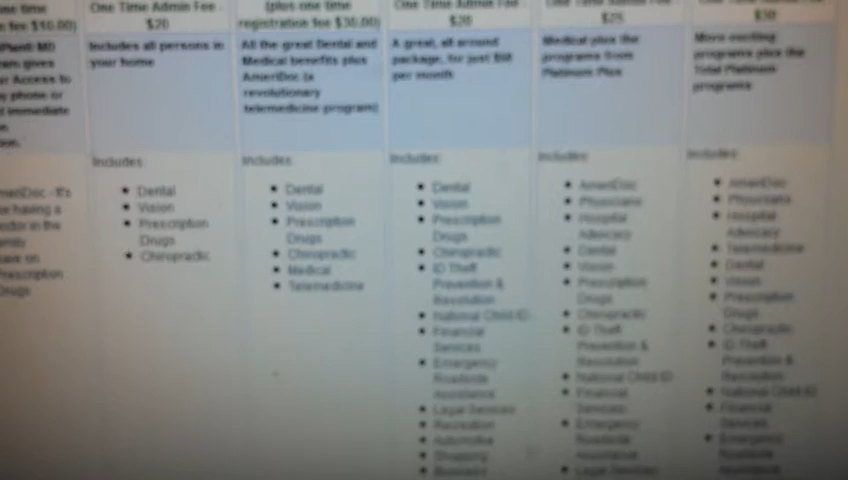 One Time Admin Fee -
$20
Includes all persons in
your home
Includes:
Dental
Vision
Prescription
Drugs
Chiropractic
(plus one time
registration fee $30.00)
All the great Dental and
Medical benefits plus
AmeriDoc (a
revolutionary
telemedicine program)
Includes:
Dental
Vision
Prescription
Drugs
Chiropractic
Medical
Telemedicine
One Time Admin Fee -
$20
A great, all around
package, for just
per month
Includes:
Dental
Vision
Prescription
Drugs
Chiropractic
ID Theft
Prevention &
Resolution
National Child ID
Financial
Services
Emergency
Roadside
Assistance
Legal Services
Recreation
Automotive
Shopping
Business
$25
Medical plus the
programs from
Platinum Plus
Includes:
AmeriDoc
Physicians
Hospital
Advocacy
Dental
Vision
Prescription
Drugs
Chiropractic
ID Theft
Prevention &
Resolution
National Child ID
Financial
Services
Emergency
Roadside
Assistance
Legal Services
$30
More exciting
programs plus the
Total Platinum
programs
Includes:
AmeriDoc
Physicians
Hospital
Advocacy
Telemedicine
Dental
Vision
Prescription
Drugs
Chiropractic
ID Theft
Prevention &
Resolution
National Child ID
Financial
Services
Emergency
Roadside
Assistance